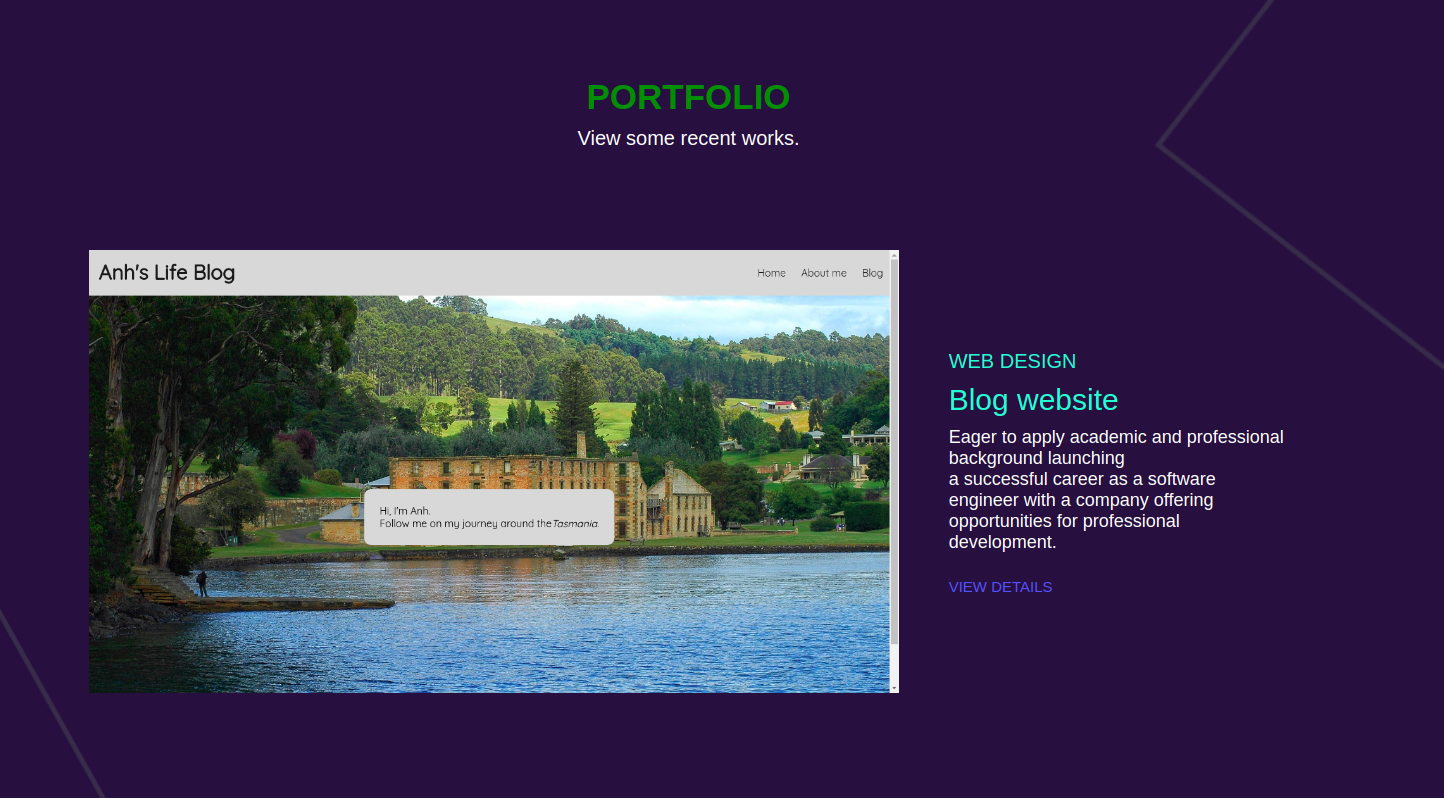 PORTFOLIO
View some recent works.
Anh's Life Blog
Home About me Blog
Hi, I'm Anh.
Follow me on my journey around the Tasmania.
WEB DESIGN
Blog website
Eager to apply academic and professional
background launching
a successful career as a software
engineer with a company offering
opportunities for professional
development.
VIEW DETAILS